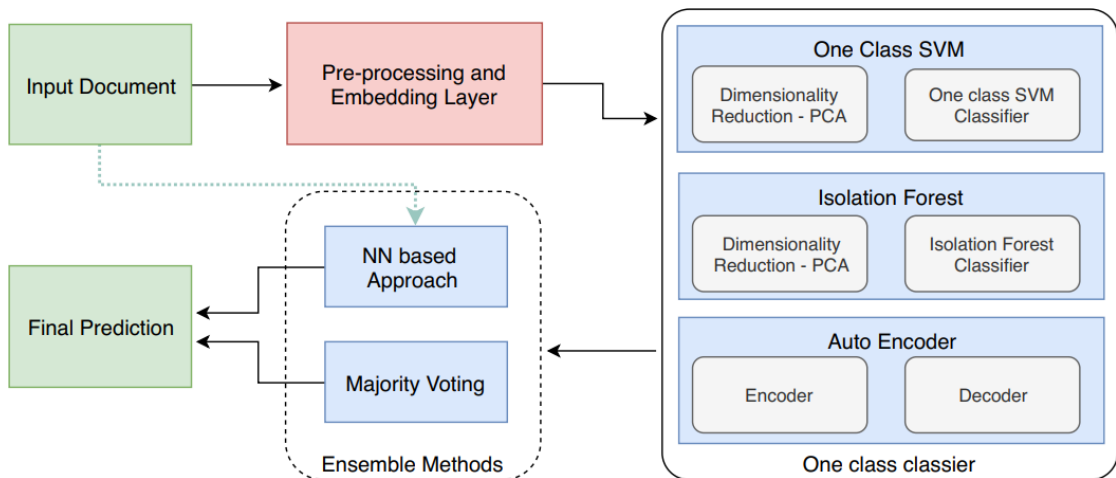 Input Document
Pre-processing and
Embedding Layer
One Class SVM
Dimensionality
Reduction - PCA
One class SVM
Classifier
Isolation Forest
Dimensionality
Reduction - PCA
Isolation Forest
Classifier
Auto Encoder
Encoder
Decoder
One class classier
NN based
Approach
Majority Voting
Ensemble Methods
Final Prediction